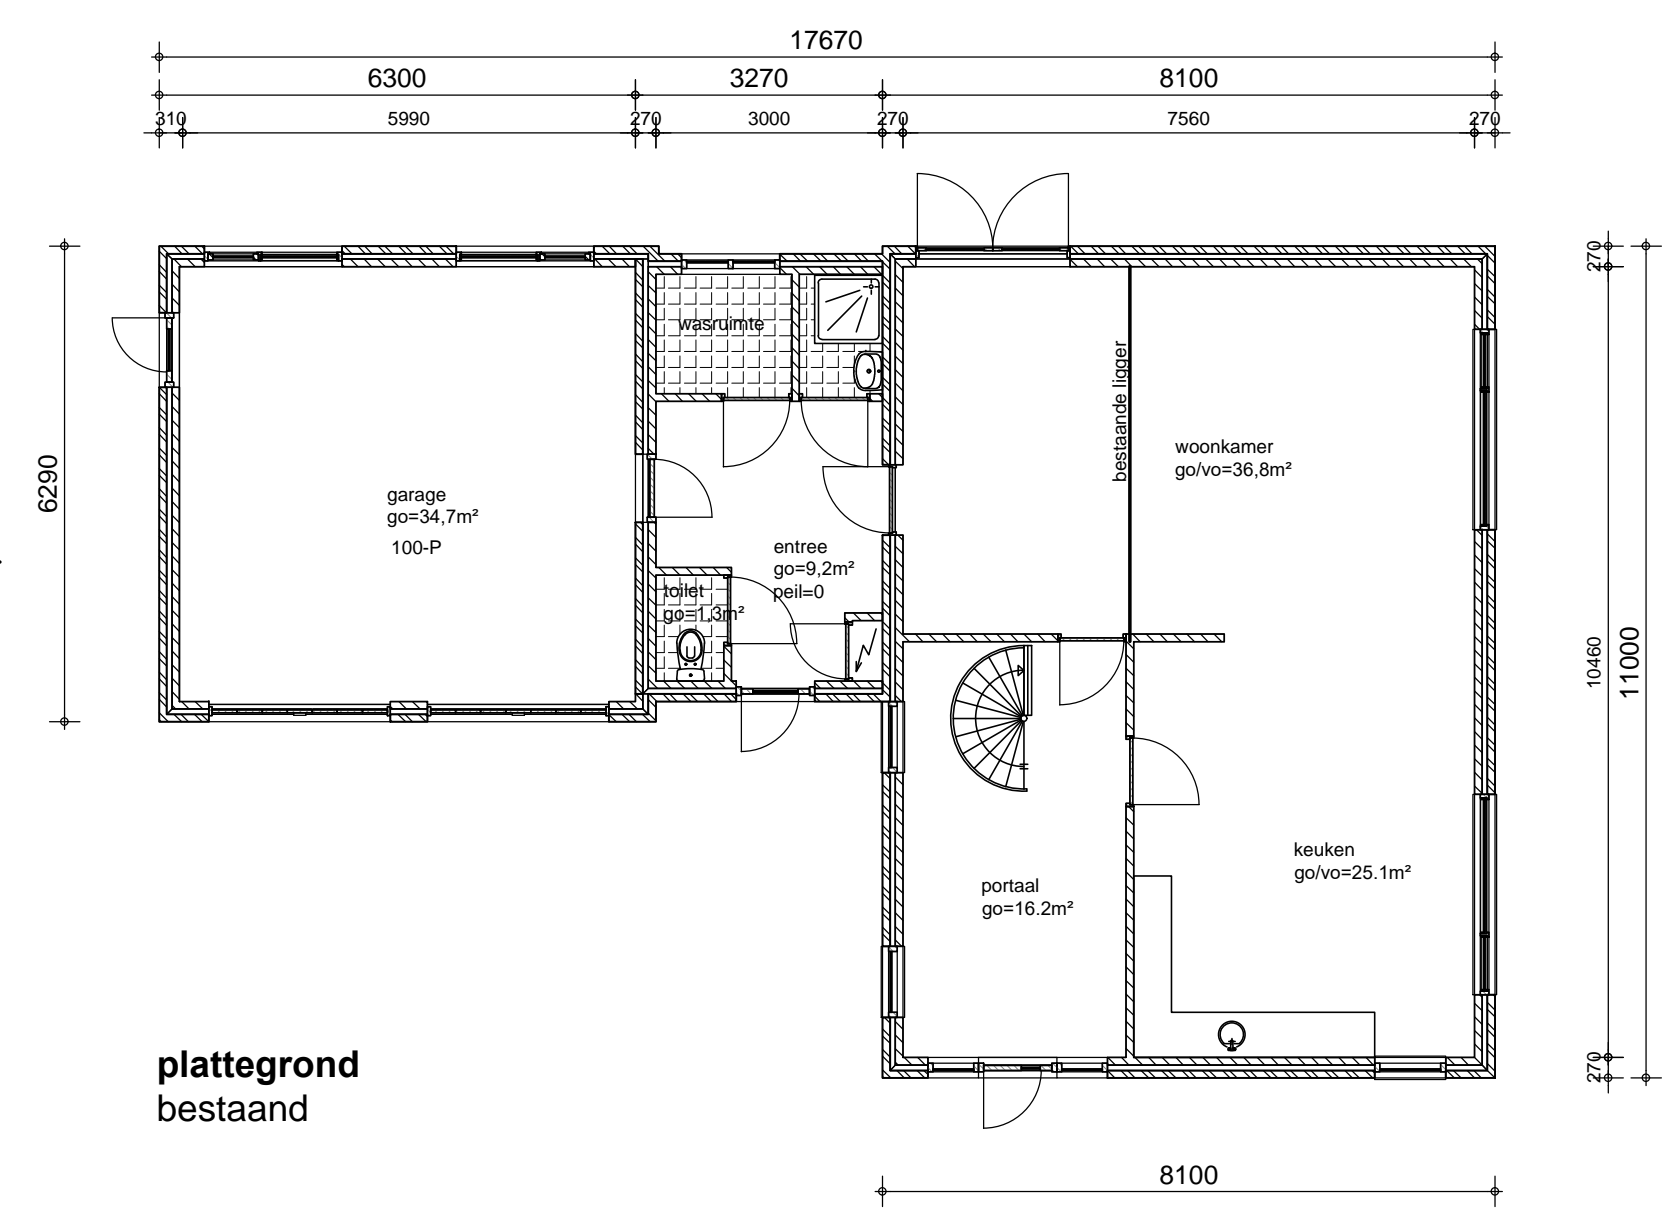 17670
6300 3270 8100
310 5990 270 3000 270 7560 270
270
wasruimte
bestaande ligger
woonkamer
go/vo=36,8m²
6290
garage
go=34,7m²
100-P
entree
go=9,2m²
peil=0
toilet
go=1,3m²
10460
11000
keuken
go/vo=25.1m²
portaal
go=16.2m²
270
plattegrond
bestaand
8100